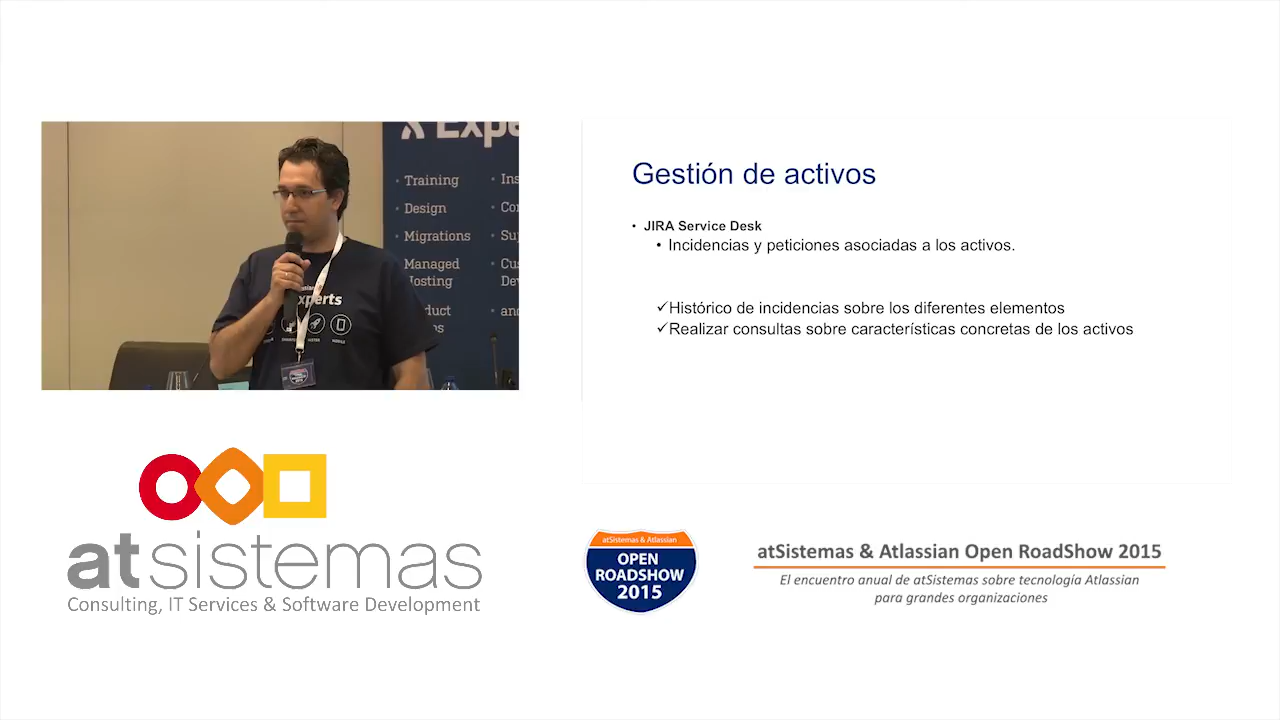 Experts
• Training
• Design
• Migrations
Managed
Hosting
experts
Gestión de activos
• JIRA Service Desk
• Incidencias y peticiones asociadas a los activos.
✓Histórico de incidencias sobre los diferentes elementos
✓Realizar consultas sobre características concretas de los activos
atsistemas
Consulting, IT Services & Software Development
atSistemas & Atlassian
OPEN
ROADSHOW
2015
atSistemas & Atlassian Open RoadShow 2015
El encuentro anual de atSistemas sobre tecnología Atlassian
para grandes organizaciones